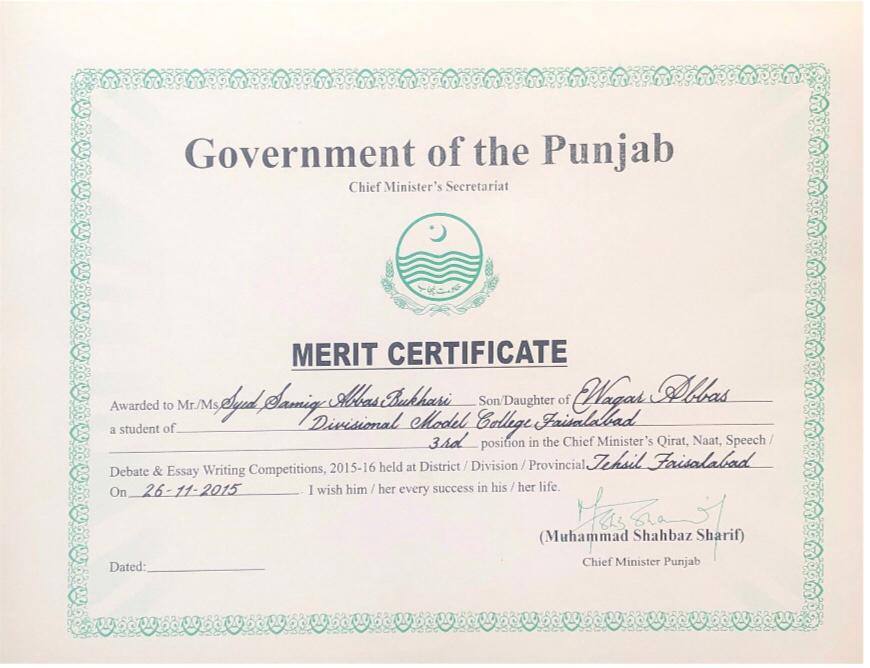 Government of the Punjab
Chief Minister's Secretariat
حکومت پنجاب
MERIT CERTIFICATE
Awarded to Mr./Ms. Syed Samiq Abbas Bukhari Son/Daughter of Waqar Abbas
a student of Divisional Model College Faisalabad
3rd position in the Chief Minister's Qirat, Naat, Speech /
Debate & Essay Writing Competitions, 2015-16 held at District / Division / Provincial Tehsil Faisalabad
On 26-11-2015 I wish him / her every success in his / her life.
(Muhammad Shahbaz Sharif)
Chief Minister Punjab
Dated: